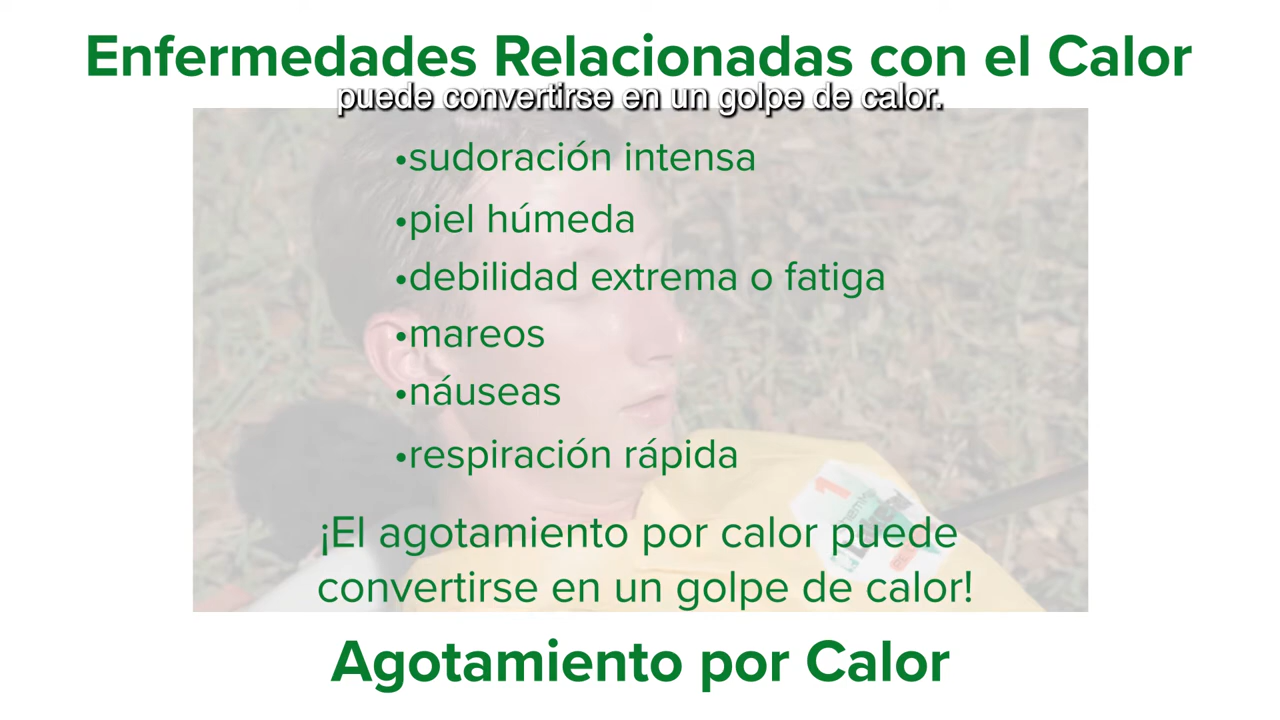 Enfermedades Relacionadas con el Calor
puede convertirse en un golpe de calor.
•sudoración intensa
•piel húmeda
•debilidad extrema o fatiga
•mareos
•náuseas
•respiración rápida
¡El agotamiento por calor puede
convertirse en un golpe de calor!
Agotamiento por Calor